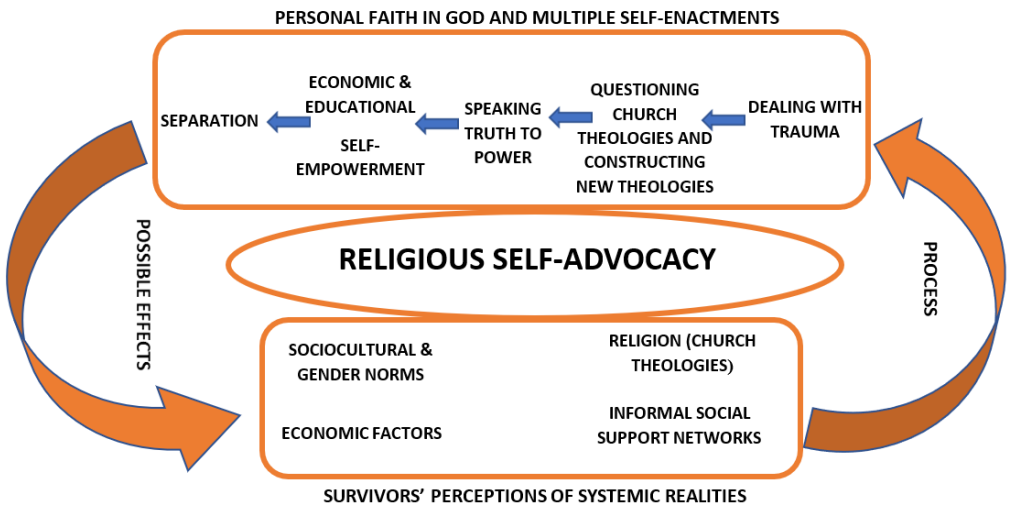 PERSONAL FAITH IN GOD AND MULTIPLE SELF-ENACTMENTS
SEPARATION
ECONOMIC &
EDUCATIONAL
SELF-
EMPOWERMENT
SPEAKING
TRUTH TO
POWER
QUESTIONING
CHURCH
THEOLOGIES AND
CONSTRUCTING
NEW THEOLOGIES
DEALING WITH
TRAUMA
POSSIBLE EFFECTS
RELIGIOUS SELF-ADVOCACY
PROCESS
SOCIOCULTURAL &
GENDER NORMS
RELIGION (CHURCH
THEOLOGIES)
ECONOMIC FACTORS
INFORMAL SOCIAL
SUPPORT NETWORKS
SURVIVORS’ PERCEPTIONS OF SYSTEMIC REALITIES